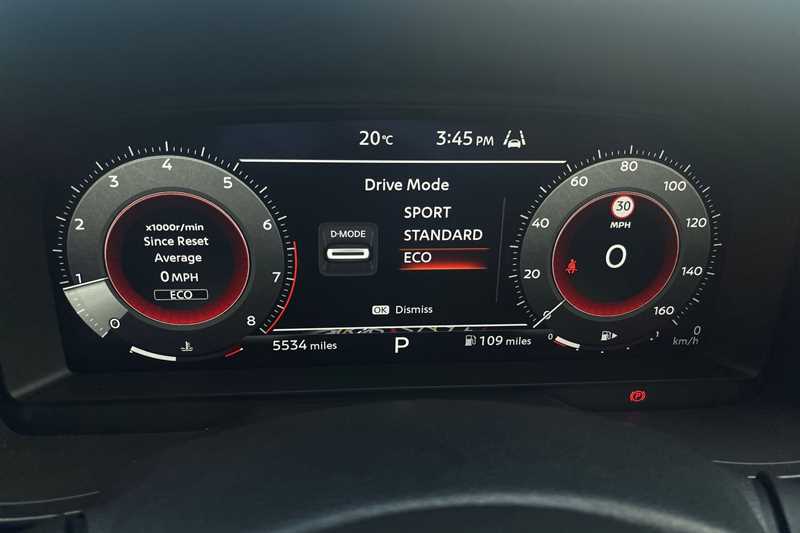 20°C 3:45 PM
Drive Mode
SPORT
STANDARD
ECO
D-MODE
OK Dismiss
0 1 2 3 4 5 6 7 8
x1000r/min
Since Reset
Average
0 MPH
ECO
0 20 40 60 80 100 120 140 160
30
MPH
0
0 1
0
km/h
5534 miles
P
109 miles
P